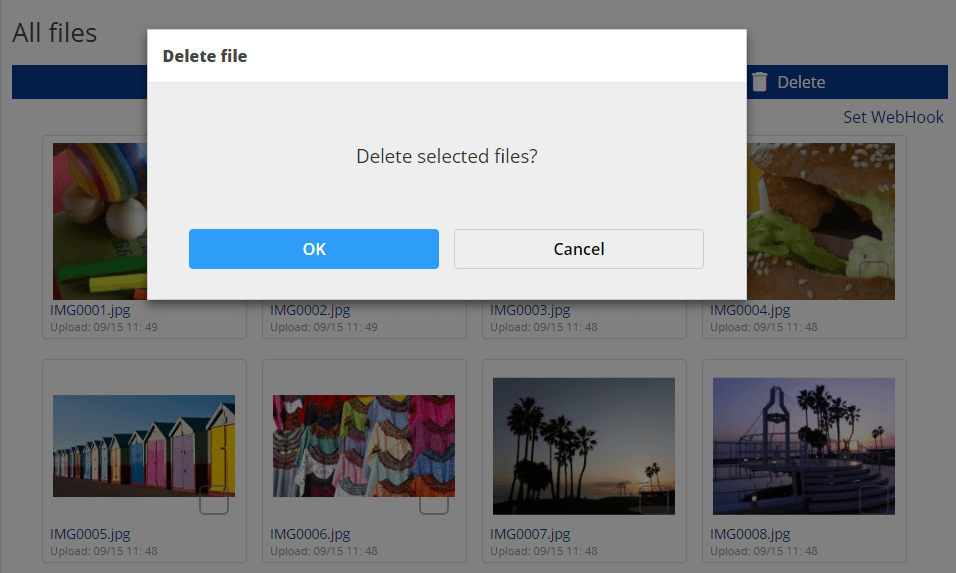 All files
Delete file
Delete
Set WebHook
Delete selected files?
OK
Cancel
IMG0001.jpg
Upload: 09/15 11: 49
IMG0002.jpg
Upload: 09/15 11: 49
IMG0003.jpg
Upload: 09/15 11: 48
IMG0004.jpg
Upload: 09/15 11: 48
IMG0005.jpg
Upload: 09/15 11: 48
IMG0006.jpg
Upload: 09/15 11: 48
IMG0007.jpg
Upload: 09/15 11: 48
IMG0008.jpg
Upload: 09/15 11: 48